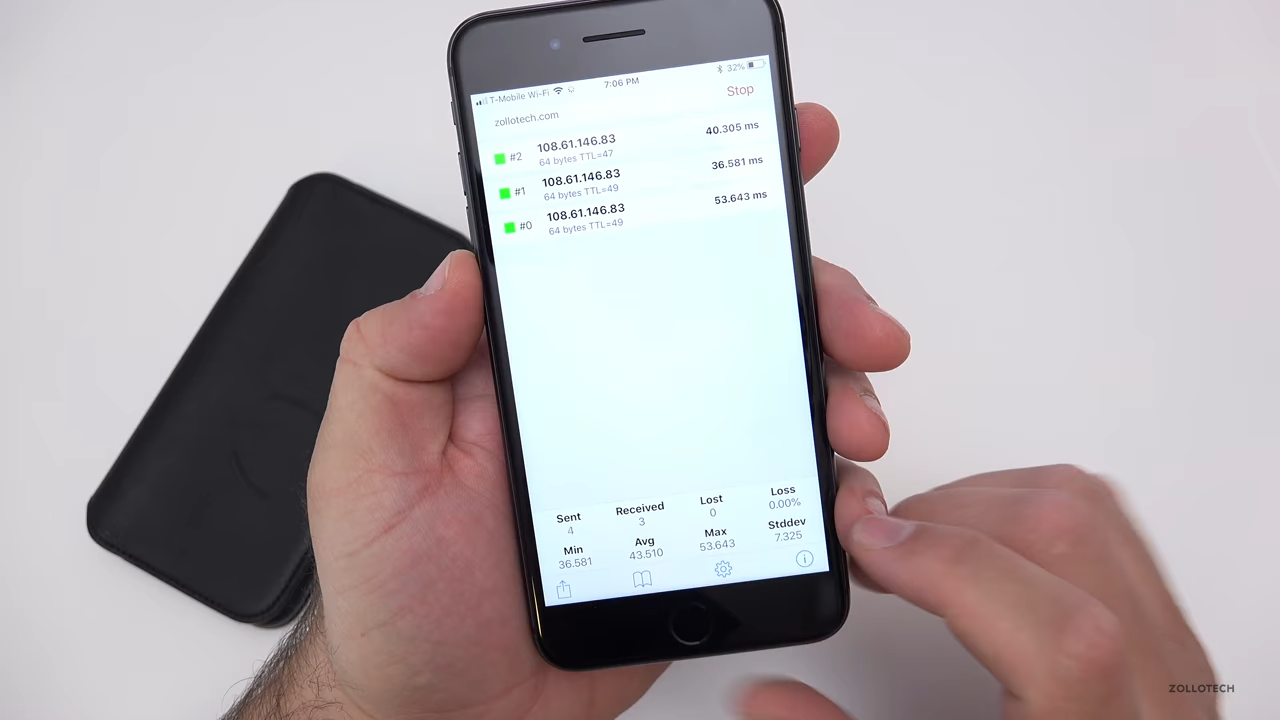 T-Mobile Wi-Fi 7:06 PM 32%
zollotech.com Stop
#2 108.61.146.83 40.305 ms
64 bytes TTL=47
#1 108.61.146.83 36.581 ms
64 bytes TTL=49
#0 108.61.146.83 53.643 ms
64 bytes TTL=49
Sent Received Lost Loss
4 3 0 0.00%
Min Avg Max Stddev
36.581 43.510 53.643 7.325
ZOLLOTECH